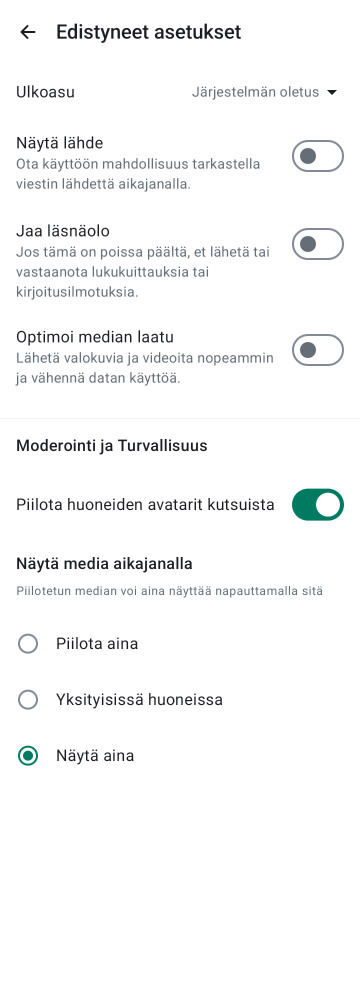 Edistyneet asetukset
Ulkoasu
Järjestelmän oletus
Näytä lähde
Ota käyttöön mahdollisuus tarkastella
viestin lähdettä aikajanalla.
Jaa läsnäolo
Jos tämä on poissa päältä, et lähetä tai
vastaanota lukukuittauksia tai
kirjoitusilmotuksia.
Optimoi median laatu
Lähetä valokuvia ja videoita nopeammin
ja vähennä datan käyttöä.
Moderointi ja Turvallisuus
Piilota huoneiden avatarit kutsuista
Näytä media aikajanalla
Piilotetun median voi aina näyttää napauttamalla sitä
Piilota aina
Yksityisissä huoneissa
Näytä aina